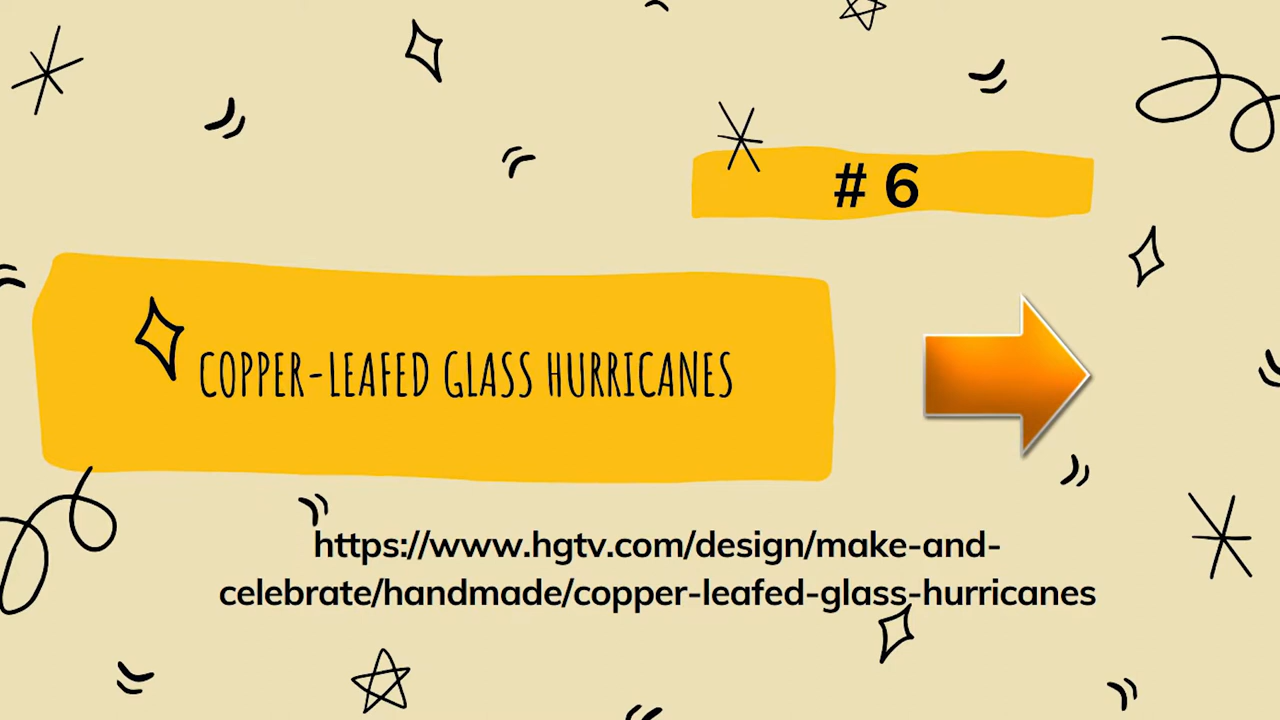 # 6
COPPER-LEAFED GLASS HURRICANES
https://www.hgtv.com/design/make-and-
celebrate/handmade/copper-leafed-glass-hurricanes